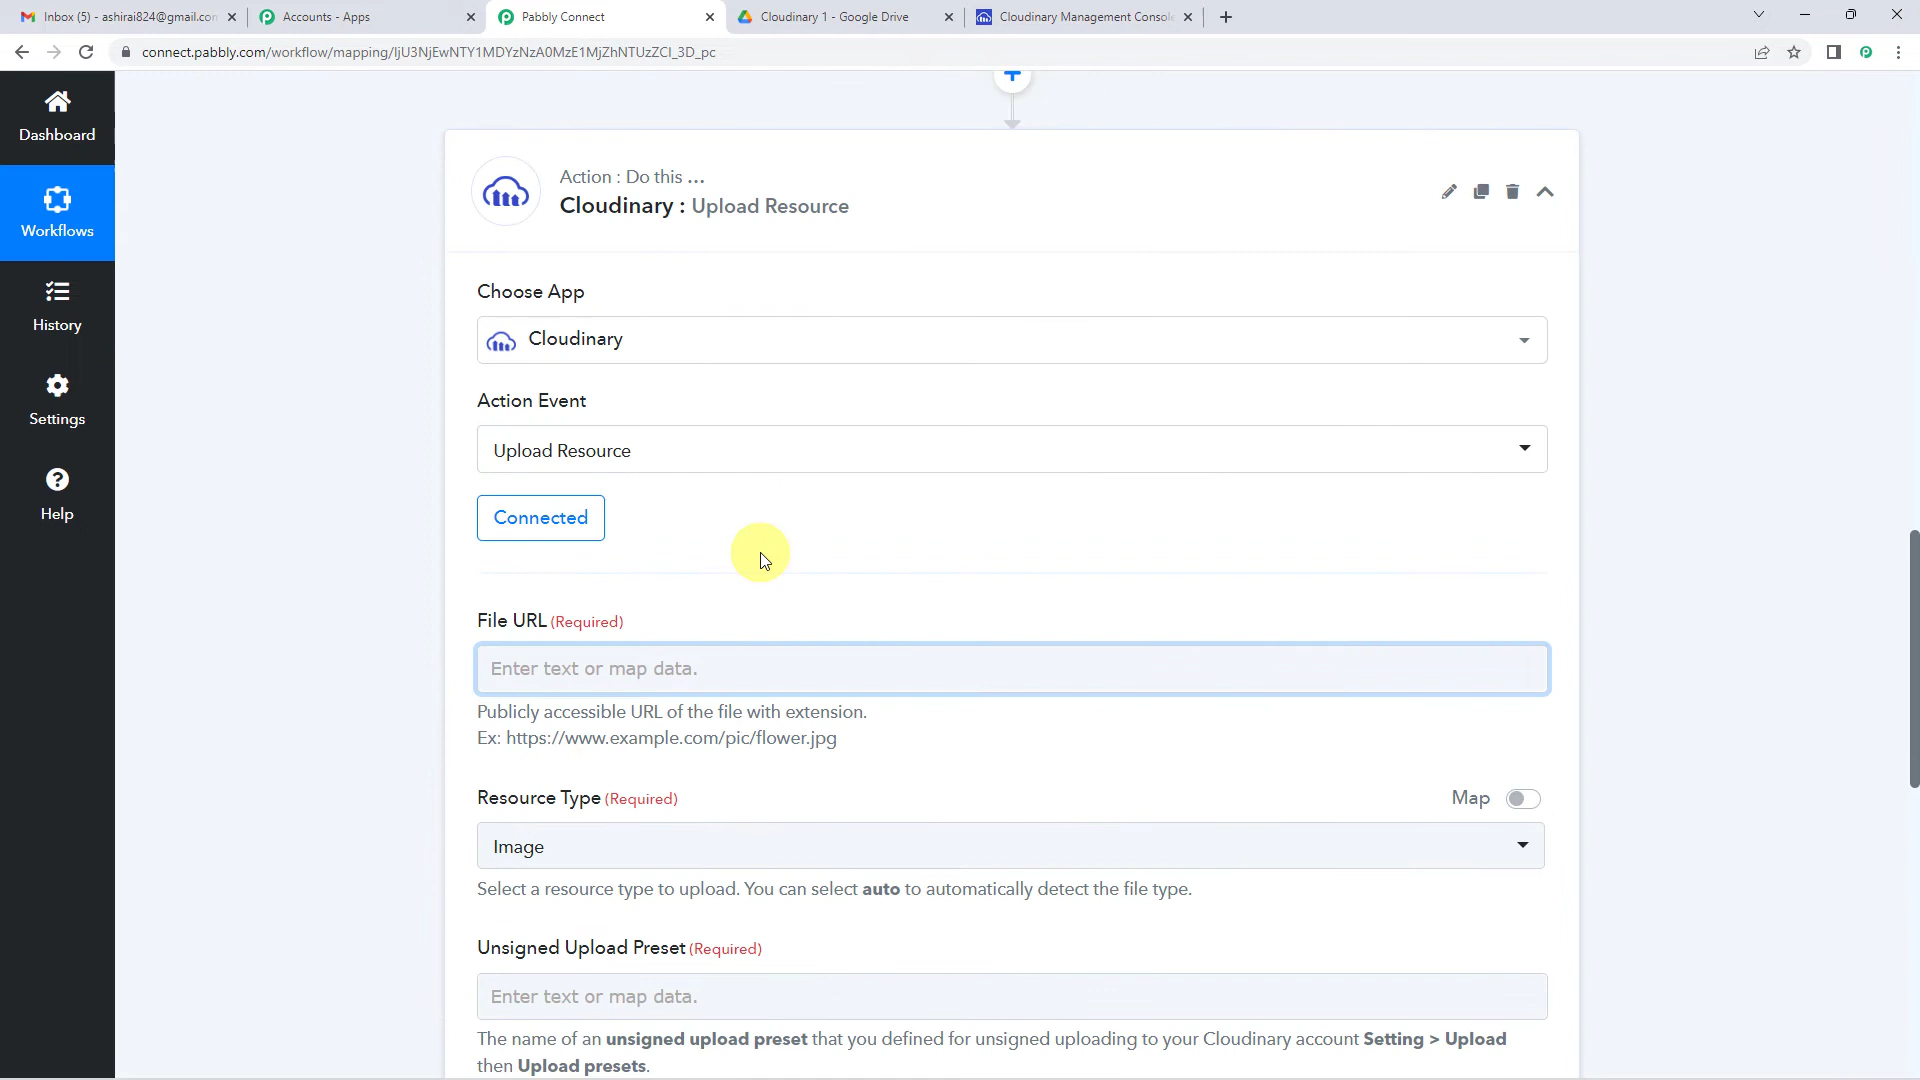 Inbox (5) - ashirai824@gmail.com
Accounts - Apps
Pabbly Connect
Cloudinary 1 - Google Drive
Cloudinary Management Console
connect.pabbly.com/workflow/mapping/IjU3NjEwNTY1MDYzNzA0MzE1MjZhNTUzZCI_3D_pc
Dashboard
Workflows
History
Settings
Help
Action : Do this ...
Cloudinary : Upload Resource
Choose App
Cloudinary
Action Event
Upload Resource
Connected
File URL (Required)
Enter text or map data.
Publicly accessible URL of the file with extension.
Ex: https://www.example.com/pic/flower.jpg
Resource Type (Required)
Map
Image
Select a resource type to upload. You can select auto to automatically detect the file type.
Unsigned Upload Preset (Required)
Enter text or map data.
The name of an unsigned upload preset that you defined for unsigned uploading to your Cloudinary account Setting > Upload
then Upload presets.